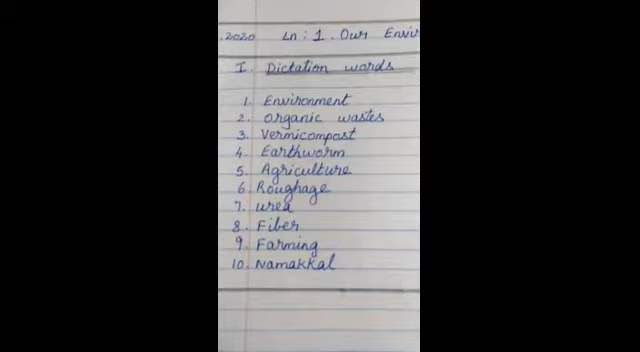 .2020 Ln : 1 . Our Envir
I. Dictation words
1. Environment
2. Organic wastes
3. Vermicompost
4. Earthworm
5. Agriculture
6. Roughage
7. urea
8. Fiber
9. Farming
10. Namakkal